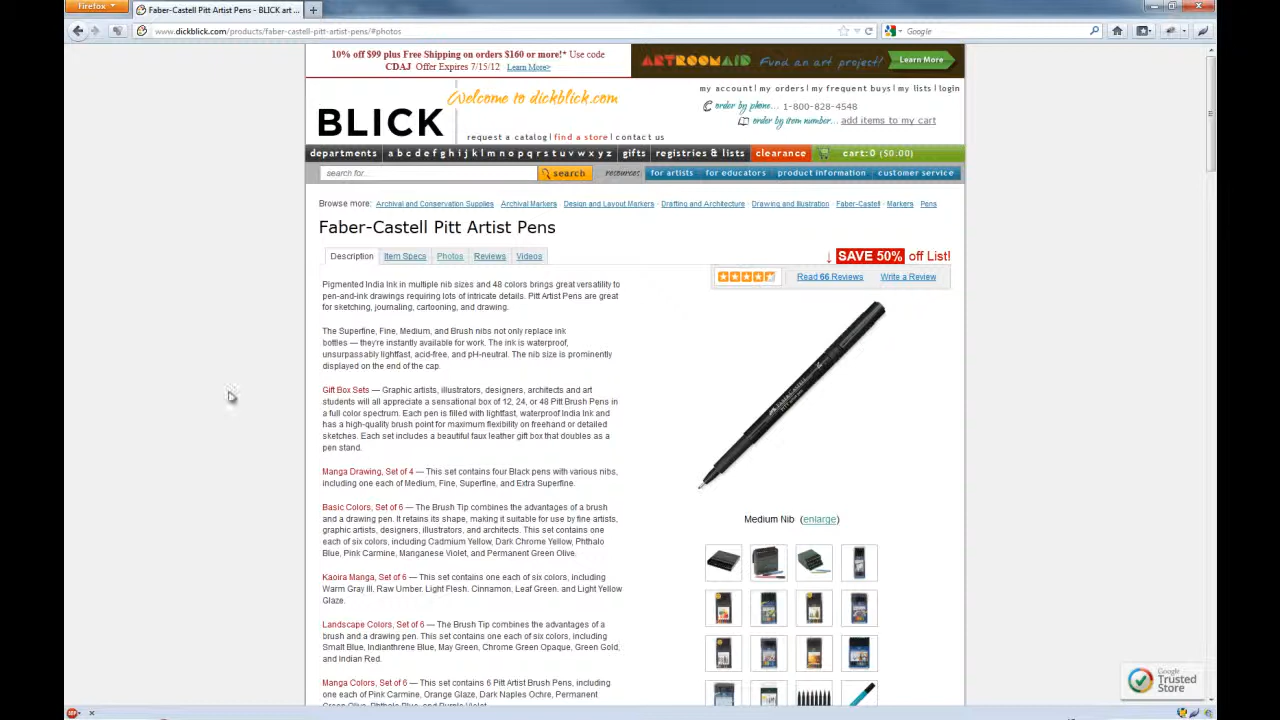 Firefox
Faber-Castell Pitt Artist Pens - BLICK art ...
www.dickblick.com/products/faber-castell-pitt-artist-pens/#photos
Google
10% off $99 plus Free Shipping on orders $160 or more!* Use code
CDAJ Offer Expires 7/15/12 Learn More>
ARTROOMAID Fund an art project! Learn More
Welcome to dickblick.com
my account | my orders | my frequent buys | my lists | login
order by phone... 1-800-828-4548
order by item number... add items to my cart
BLICK
request a catalog | find a store | contact us
departments a b c d e f g h i j k l m n o p q r s t u v w x y z gifts registries & lists clearance cart:0 ($0.00)
search for... search resources: for artists for educators product information customer service
Browse more: Archival and Conservation Supplies Archival Markers Design and Layout Markers Drafting and Architecture Drawing and Illustration Faber-Castell Markers Pens
Faber-Castell Pitt Artist Pens
Description Item Specs Photos Reviews Videos
↓ SAVE 50% off List!
Read 66 Reviews Write a Review
Pigmented India Ink in multiple nib sizes and 48 colors brings great versatility to
pen-and-ink drawings requiring lots of intricate details. Pitt Artist Pens are great
for sketching, journaling, cartooning, and drawing.
The Superfine, Fine, Medium, and Brush nibs not only replace ink
bottles — they're instantly available for work. The ink is waterproof,
unsurpassably lightfast, acid-free, and pH-neutral. The nib size is prominently
displayed on the end of the cap.
Gift Box Sets — Graphic artists, illustrators, designers, architects and art
students will all appreciate a sensational box of 12, 24, or 48 Pitt Brush Pens in
a full color spectrum. Each pen is filled with lightfast, waterproof India Ink and
has a high-quality brush point for maximum flexibility on freehand or detailed
sketches. Each set includes a beautiful faux leather gift box that doubles as a
pen stand.
Manga Drawing, Set of 4 — This set contains four Black pens with various nibs,
including one each of Medium, Fine, Superfine, and Extra Superfine.
Basic Colors, Set of 6 — The Brush Tip combines the advantages of a brush
and a drawing pen. It retains its shape, making it suitable for use by fine artists,
graphic artists, designers, illustrators, and architects. This set contains one
each of six colors, including Cadmium Yellow, Dark Chrome Yellow, Phthalo
Blue, Pink Carmine, Manganese Violet, and Permanent Green Olive.
Kaoira Manga, Set of 6 — This set contains one each of six colors, including
Warm Gray III, Raw Umber, Light Flesh, Cinnamon, Leaf Green, and Light Yellow
Glaze.
Landscape Colors, Set of 6 — The Brush Tip combines the advantages of a
brush and a drawing pen. This set contains one each of six colors, including
Smalt Blue, Indianthrene Blue, May Green, Chrome Green Opaque, Green Gold,
and Indian Red.
Manga Colors, Set of 6 — This set contains 6 Pitt Artist Brush Pens, including
one each of Pink Carmine, Orange Glaze, Dark Naples Ochre, Permanent
Green Olive, Phthalo Blue, and Purple Violet.
Medium Nib (enlarge)
Google
Trusted
Store